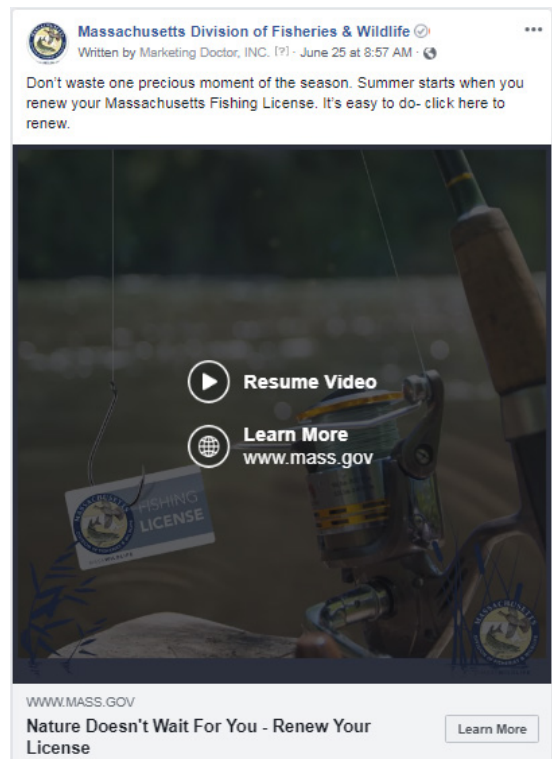 Massachusetts Division of Fisheries & Wildlife
Written by Marketing Doctor, INC. [?] · June 25 at 8:57 AM ·
Don't waste one precious moment of the season. Summer starts when you
renew your Massachusetts Fishing License. It's easy to do- click here to
renew.
Resume Video
Learn More
www.mass.gov
MASSACHUSETTS
FISHING
LICENSE
MASSWILDLIFE
MASSACHUSETTS
WWW.MASS.GOV
Nature Doesn't Wait For You - Renew Your
License
Learn More